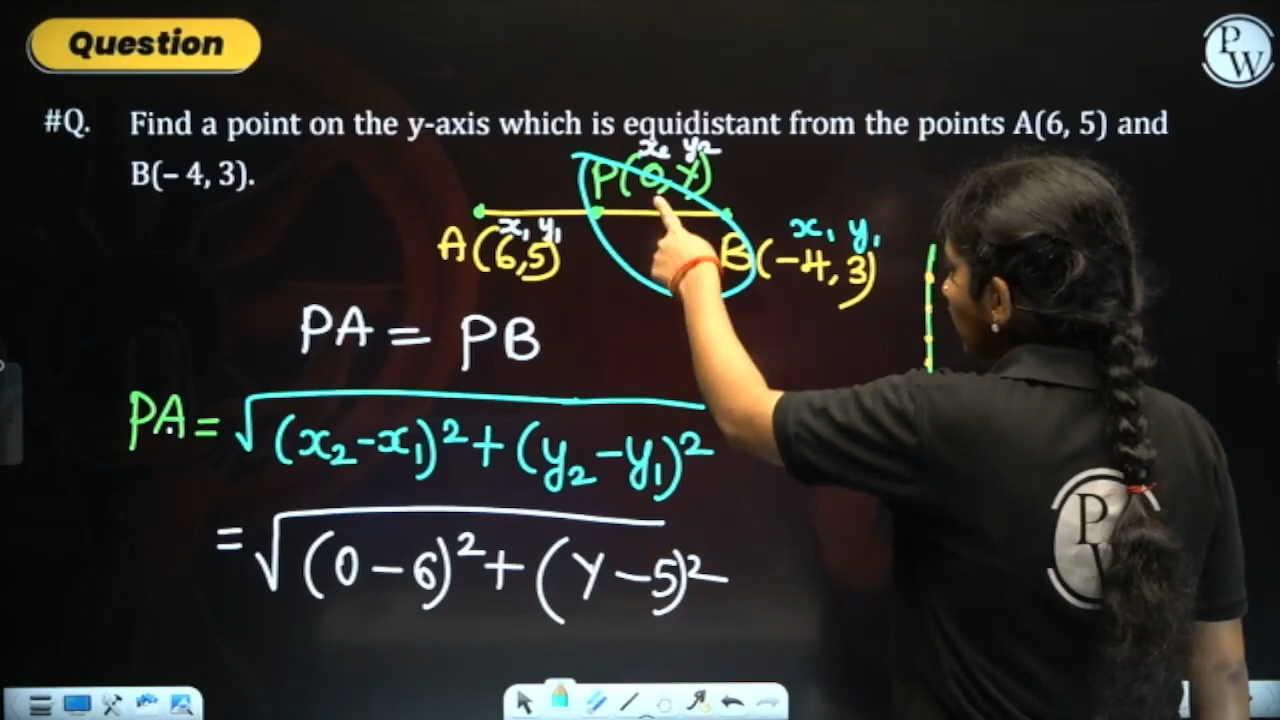 Question
PW
#Q. Find a point on the y-axis which is equidistant from the points A(6, 5) and
B(– 4, 3).
x₂ y₂
P(0, Y)
x₁ y₁
A(6,5)
x₁ y₁
B(-4,3)
PA = PB
PA = √(x₂-x₁)²+(y₂-y₁)²
= √(0-6)²+(Y-5)²
PW